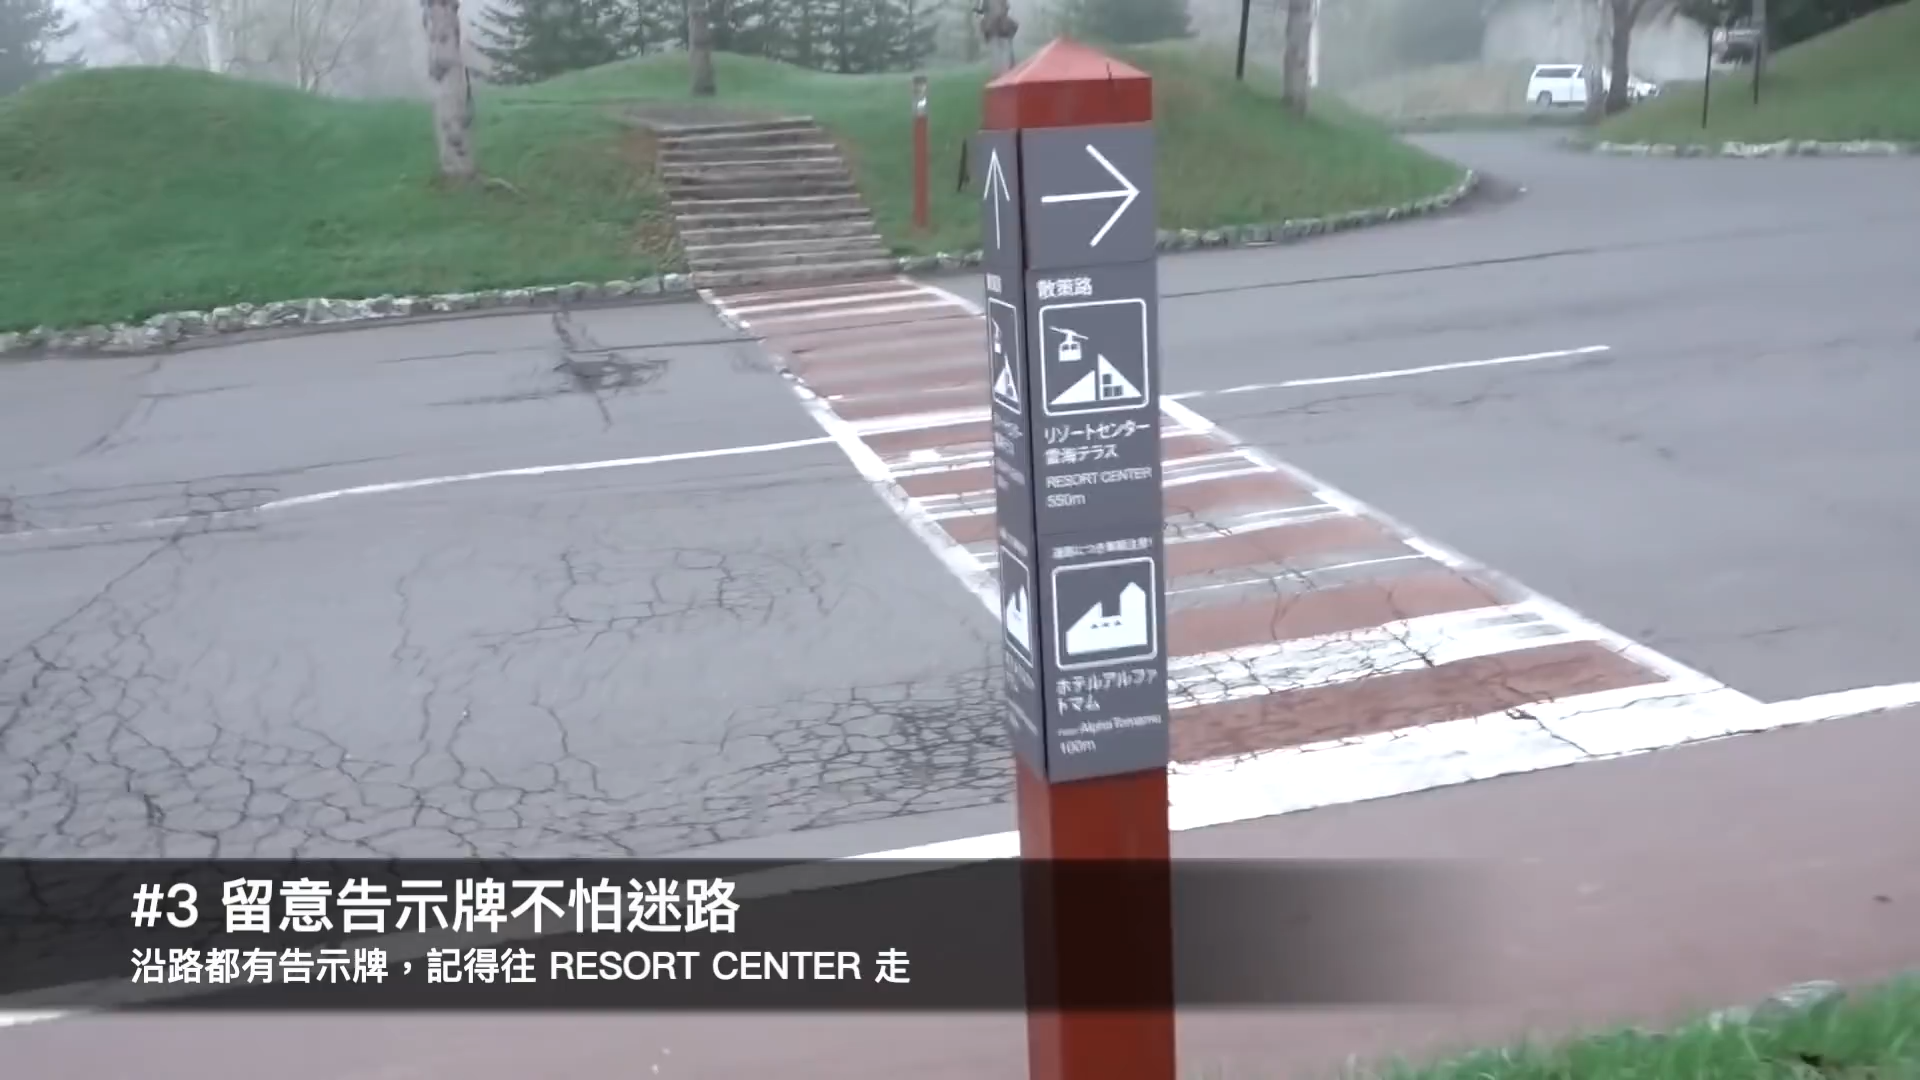 散策路
リゾートセンター
雲海テラス
RESORT CENTER
550m
ホテルアルファ
トマム
Alpha Tomamu
100m
#3 留意告示牌不怕迷路
沿路都有告示牌，記得往 RESORT CENTER 走